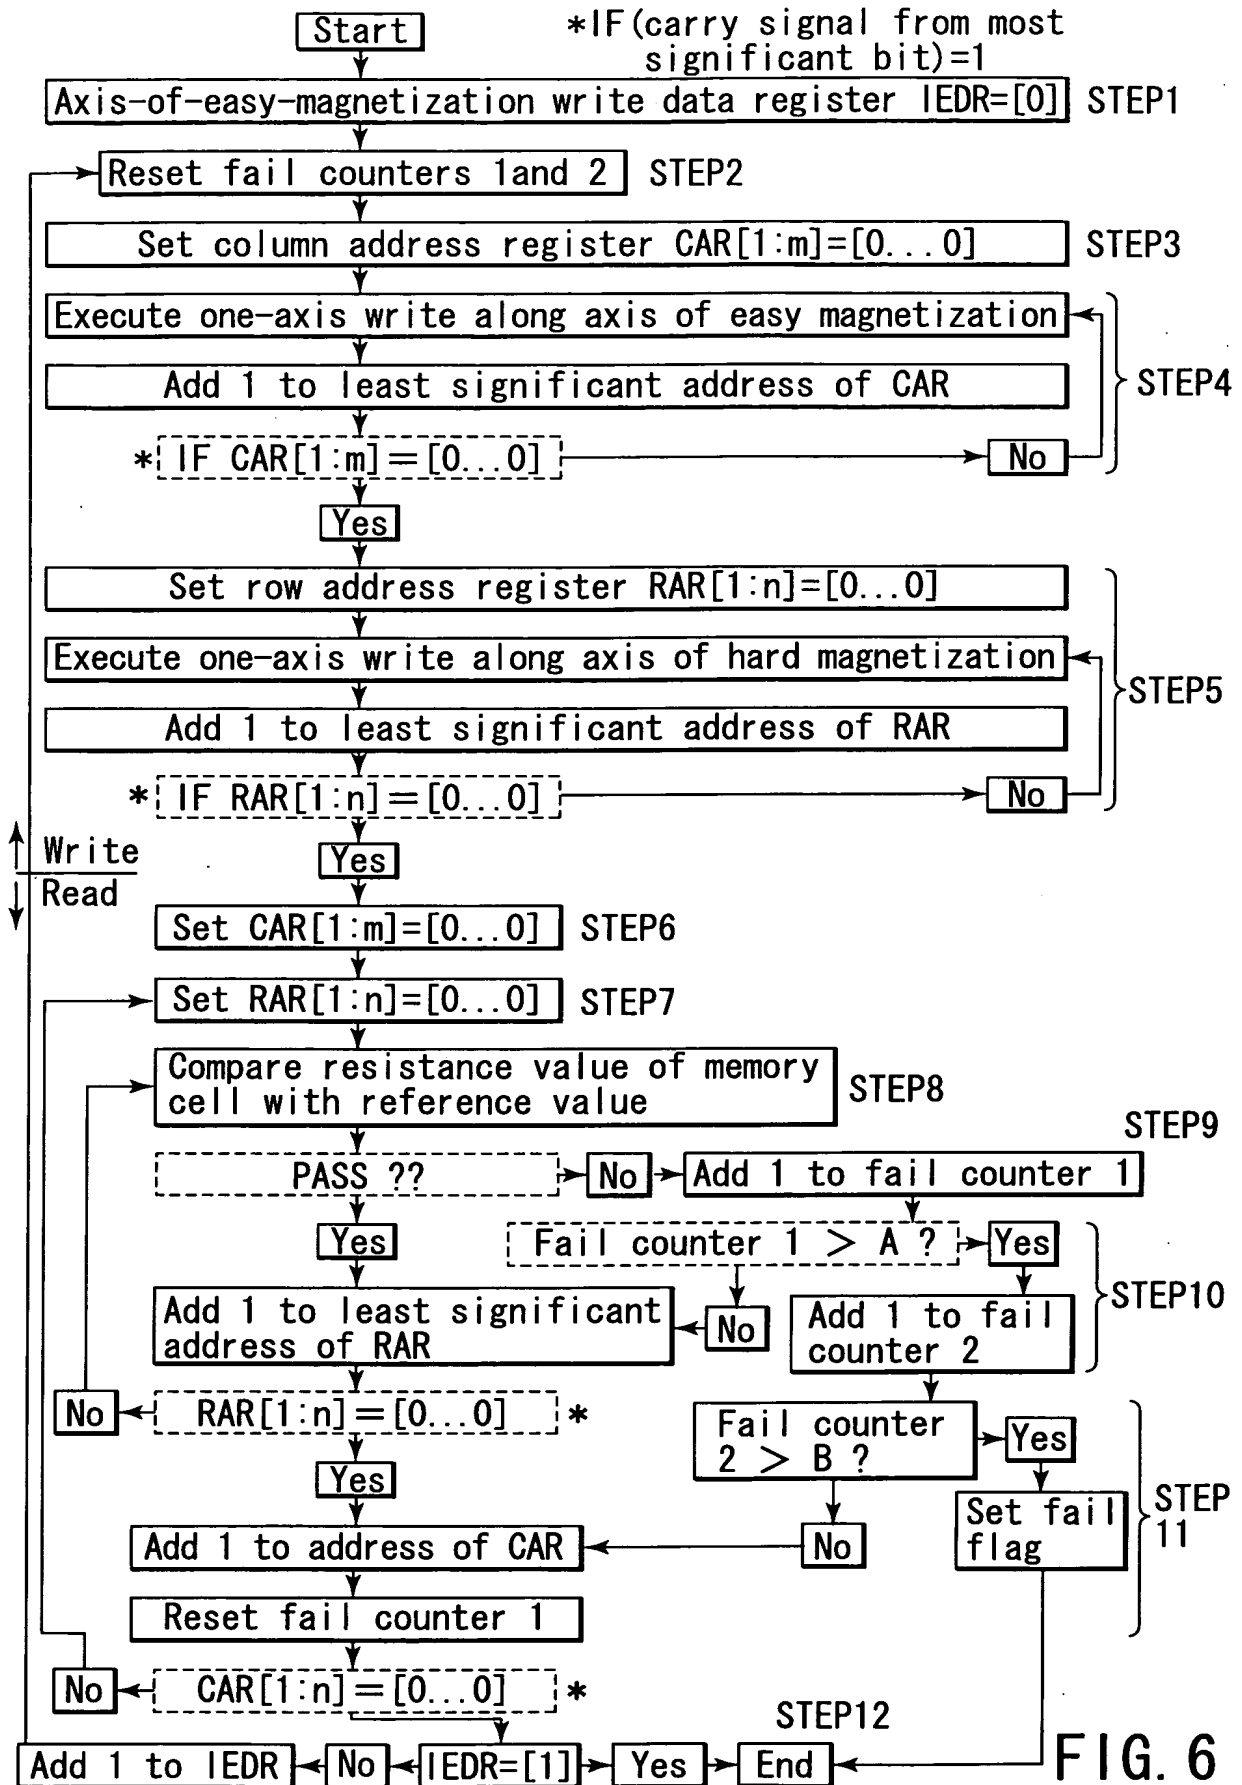 Start
*IF(carry signal from most
significant bit)=1
Axis-of-easy-magnetization write data register IEDR=[0]
STEP1
Reset fail counters 1and 2
STEP2
Set column address register CAR[1:m]=[0...0]
STEP3
Execute one-axis write along axis of easy magnetization
Add 1 to least significant address of CAR
STEP4
*IF CAR[1:m]=[0...0]
No
Yes
Set row address register RAR[1:n]=[0...0]
Execute one-axis write along axis of hard magnetization
STEP5
Add 1 to least significant address of RAR
*IF RAR[1:n]=[0...0]
No
Write
Yes
Read
Set CAR[1:m]=[0...0]
STEP6
Set RAR[1:n]=[0...0]
STEP7
Compare resistance value of memory
cell with reference value
STEP8
STEP9
PASS ??
No
Add 1 to fail counter 1
Yes
Fail counter 1 > A ?
Yes
STEP10
Add 1 to least significant
address of RAR
No
Add 1 to fail
counter 2
No
RAR[1:n]=[0...0] *
Fail counter
2 > B ?
Yes
Yes
Set fail
flag
STEP
11
Add 1 to address of CAR
No
Reset fail counter 1
No
CAR[1:n]=[0...0] *
STEP12
Add 1 to IEDR
No
IEDR=[1]
Yes
End
FIG. 6